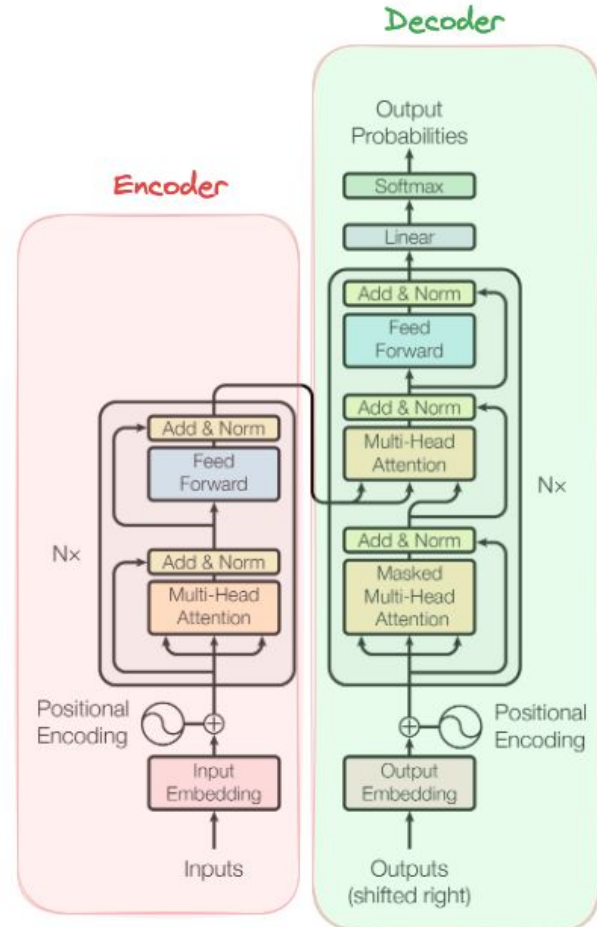 Decoder
Output
Probabilities
Softmax
Linear
Add & Norm
Feed
Forward
Add & Norm
Multi-Head
Attention
Nx
Add & Norm
Masked
Multi-Head
Attention
Positional
Encoding
Output
Embedding
Outputs
(shifted right)
Encoder
Add & Norm
Feed
Forward
Nx
Add & Norm
Multi-Head
Attention
Positional
Encoding
Input
Embedding
Inputs